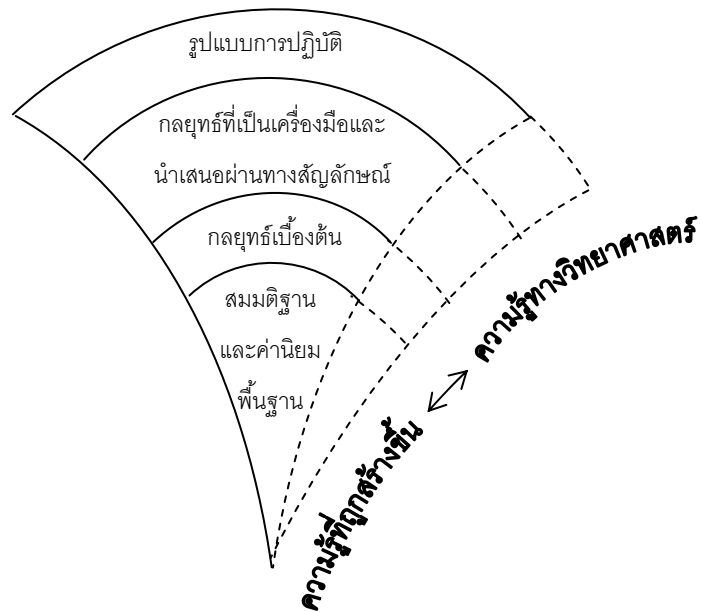 รูปแบบการปฏิบัติ
กลยุทธ์ที่เป็นเครื่องมือและ
นำเสนอผ่านทางสัญลักษณ์
กลยุทธ์เบื้องต้น
สมมติฐาน
และค่านิยม
พื้นฐาน
ความรู้ที่ถูกสร้างขึ้น
ความรู้ทางวิทยาศาสตร์